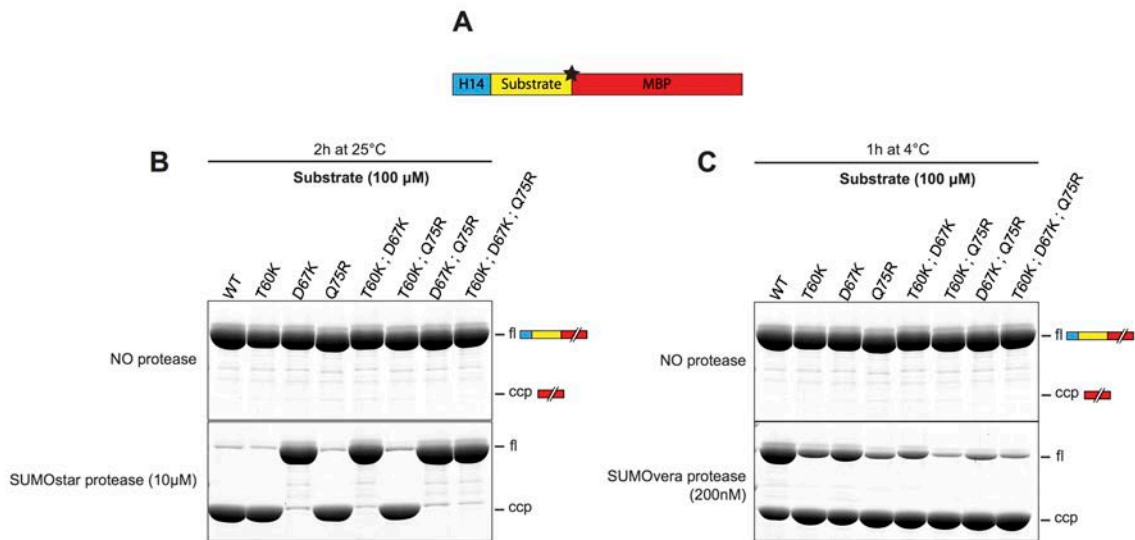 A
H14 Substrate MBP
B
2h at 25°C
Substrate (100 µM)
WT
T60K
D67K
Q75R
T60K ; D67K
T60K ; Q75R
D67K ; Q75R
T60K ; D67K ; Q75R
NO protease
fl
ccp
SUMOstar protease (10µM)
fl
ccp
C
1h at 4°C
Substrate (100 µM)
WT
T60K
D67K
Q75R
T60K ; D67K
T60K ; Q75R
D67K ; Q75R
T60K ; D67K ; Q75R
NO protease
fl
ccp
SUMOvera protease
(200nM)
fl
ccp